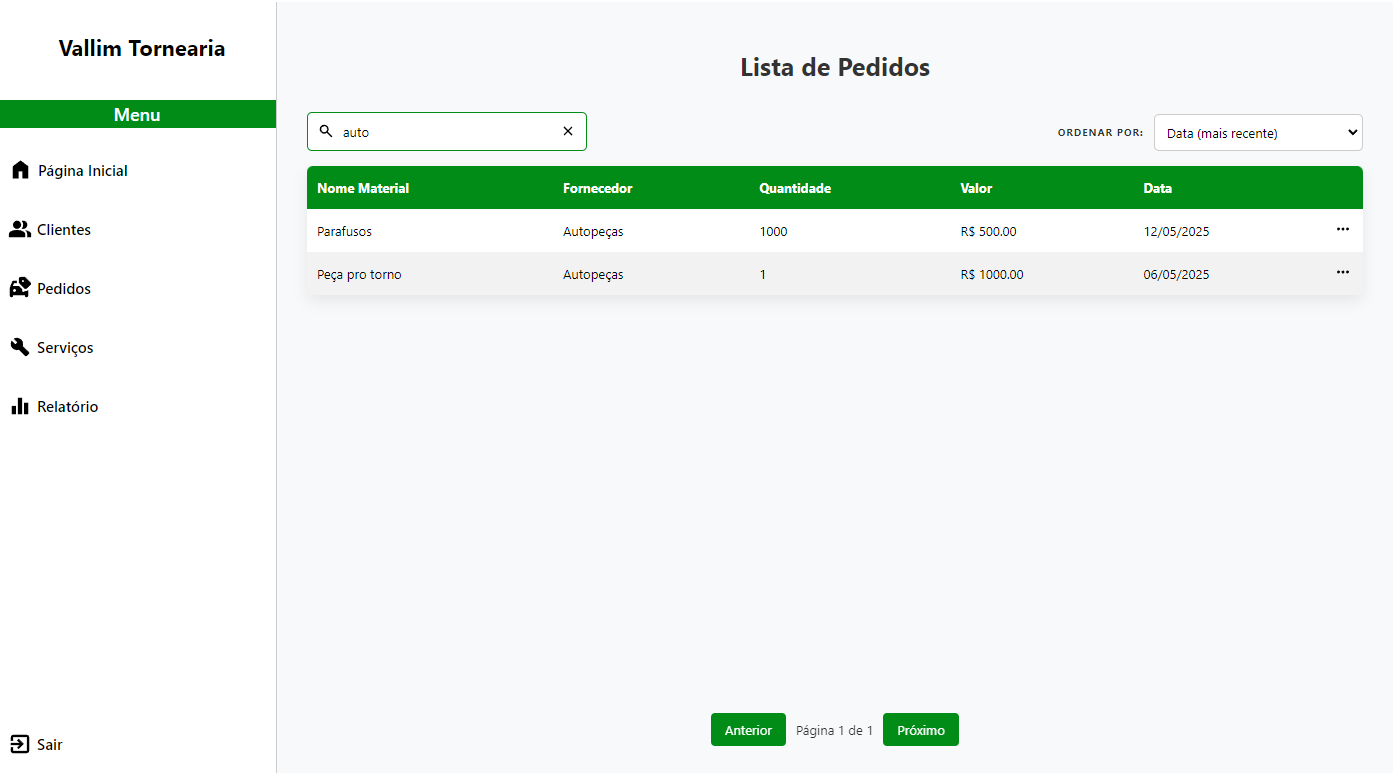 Vallim Tornearia
Menu
Página Inicial
Clientes
Pedidos
Serviços
Relatório
Sair
Lista de Pedidos
auto
ORDENAR POR: Data (mais recente)
Nome Material Fornecedor Quantidade Valor Data
Parafusos Autopeças 1000 R$ 500.00 12/05/2025
Peça pro torno Autopeças 1 R$ 1000.00 06/05/2025
Anterior Página 1 de 1 Próximo